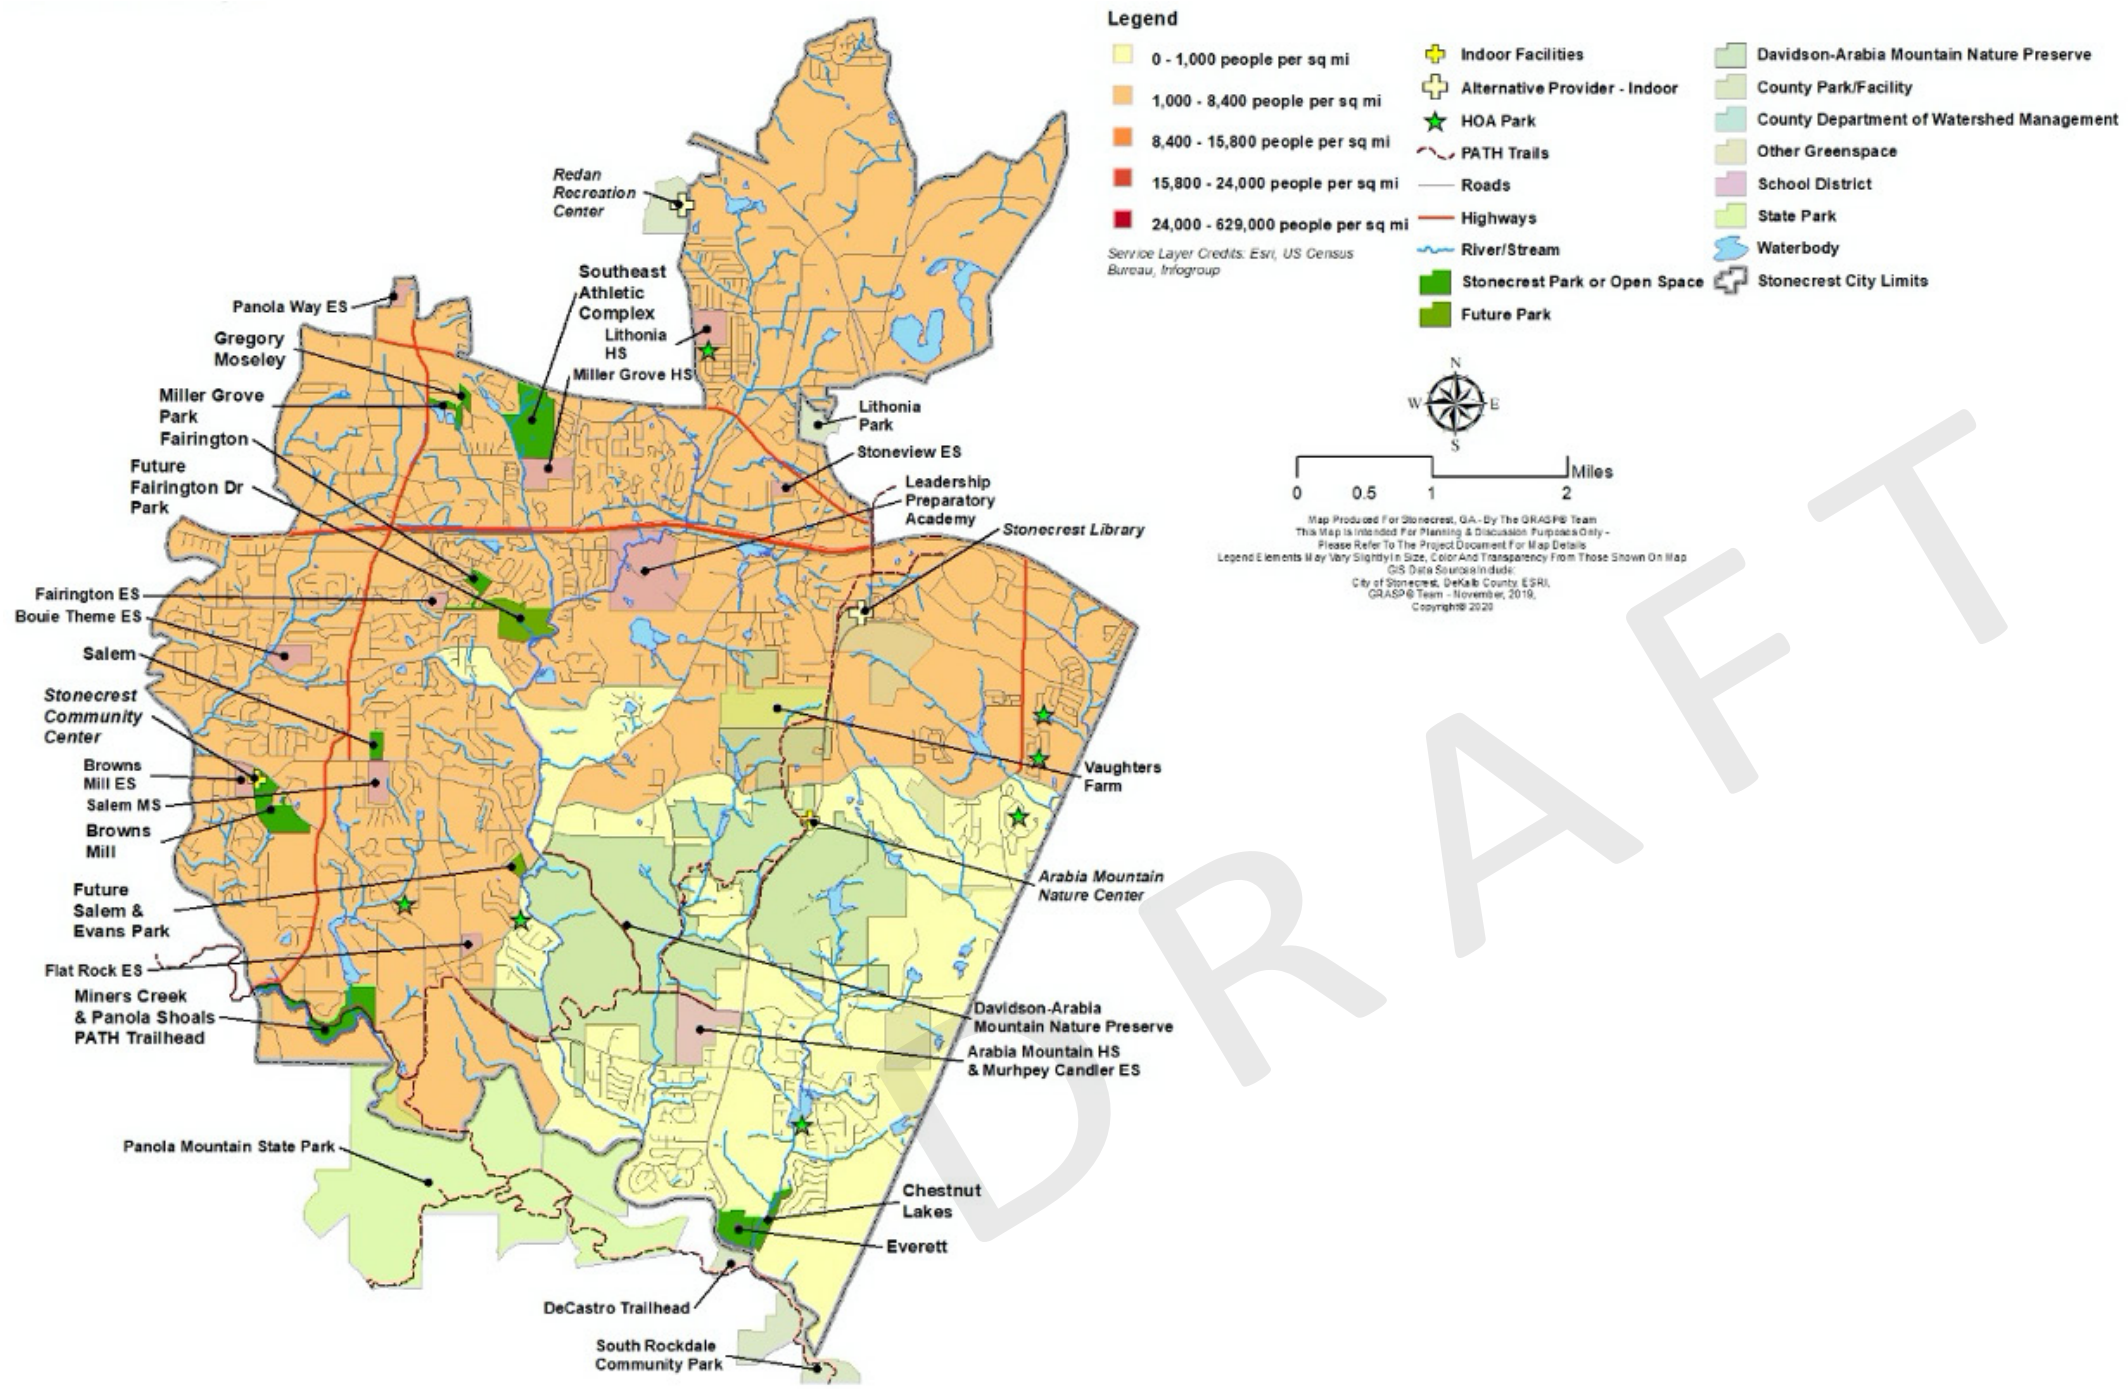 Legend
0 - 1,000 people per sq mi
1,000 - 8,400 people per sq mi
8,400 - 15,800 people per sq mi
15,800 - 24,000 people per sq mi
24,000 - 629,000 people per sq mi
Service Layer Credits: Esri, US Census
Bureau, Infogroup
Indoor Facilities
Alternative Provider - Indoor
HOA Park
PATH Trails
Roads
Highways
River/Stream
Stonecrest Park or Open Space
Future Park
Davidson-Arabia Mountain Nature Preserve
County Park/Facility
County Department of Watershed Management
Other Greenspace
School District
State Park
Waterbody
Stonecrest City Limits
N
W E
S
Miles
0 0.5 1 2
Map Produced For Stonecrest, GA - By The GRASP® Team
This Map Is Intended For Planning & Discussion Purposes Only -
Please Refer To The Project Document For Map Details
Legend Elements May Vary Slightly In Size, Color And Transparency From Those Shown On Map
GIS Data Sources Include:
City of Stonecrest, DeKalb County, ESRI,
GRASP® Team - November, 2019,
Copyright© 2020
DRAFT
Redan
Recreation
Center
Southeast
Athletic
Complex
Lithonia
HS
Miller Grove HS
Panola Way ES
Gregory
Moseley
Miller Grove
Park
Fairington
Future
Fairington Dr
Park
Lithonia
Park
Stoneview ES
Leadership
Preparatory
Academy
Stonecrest Library
Fairington ES
Bouie Theme ES
Salem
Stonecrest
Community
Center
Browns
Mill ES
Salem MS
Browns
Mill
Future
Salem &
Evans Park
Flat Rock ES
Miners Creek
& Panola Shoals
PATH Trailhead
Vaughters
Farm
Arabia Mountain
Nature Center
Davidson-Arabia
Mountain Nature Preserve
Arabia Mountain HS
& Murhpey Candler ES
Panola Mountain State Park
Chestnut
Lakes
Everett
DeCastro Trailhead
South Rockdale
Community Park